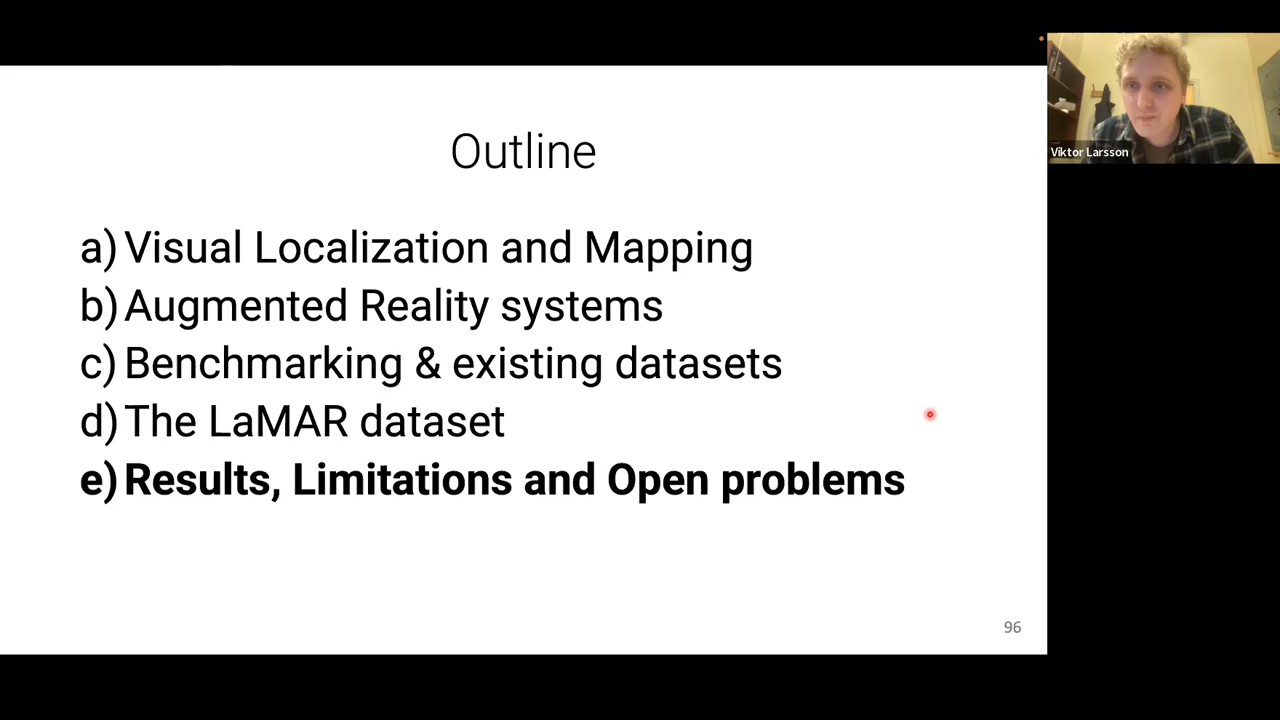 Outline
a) Visual Localization and Mapping
b) Augmented Reality systems
c) Benchmarking & existing datasets
d) The LaMAR dataset
e) Results, Limitations and Open problems
96
Viktor Larsson